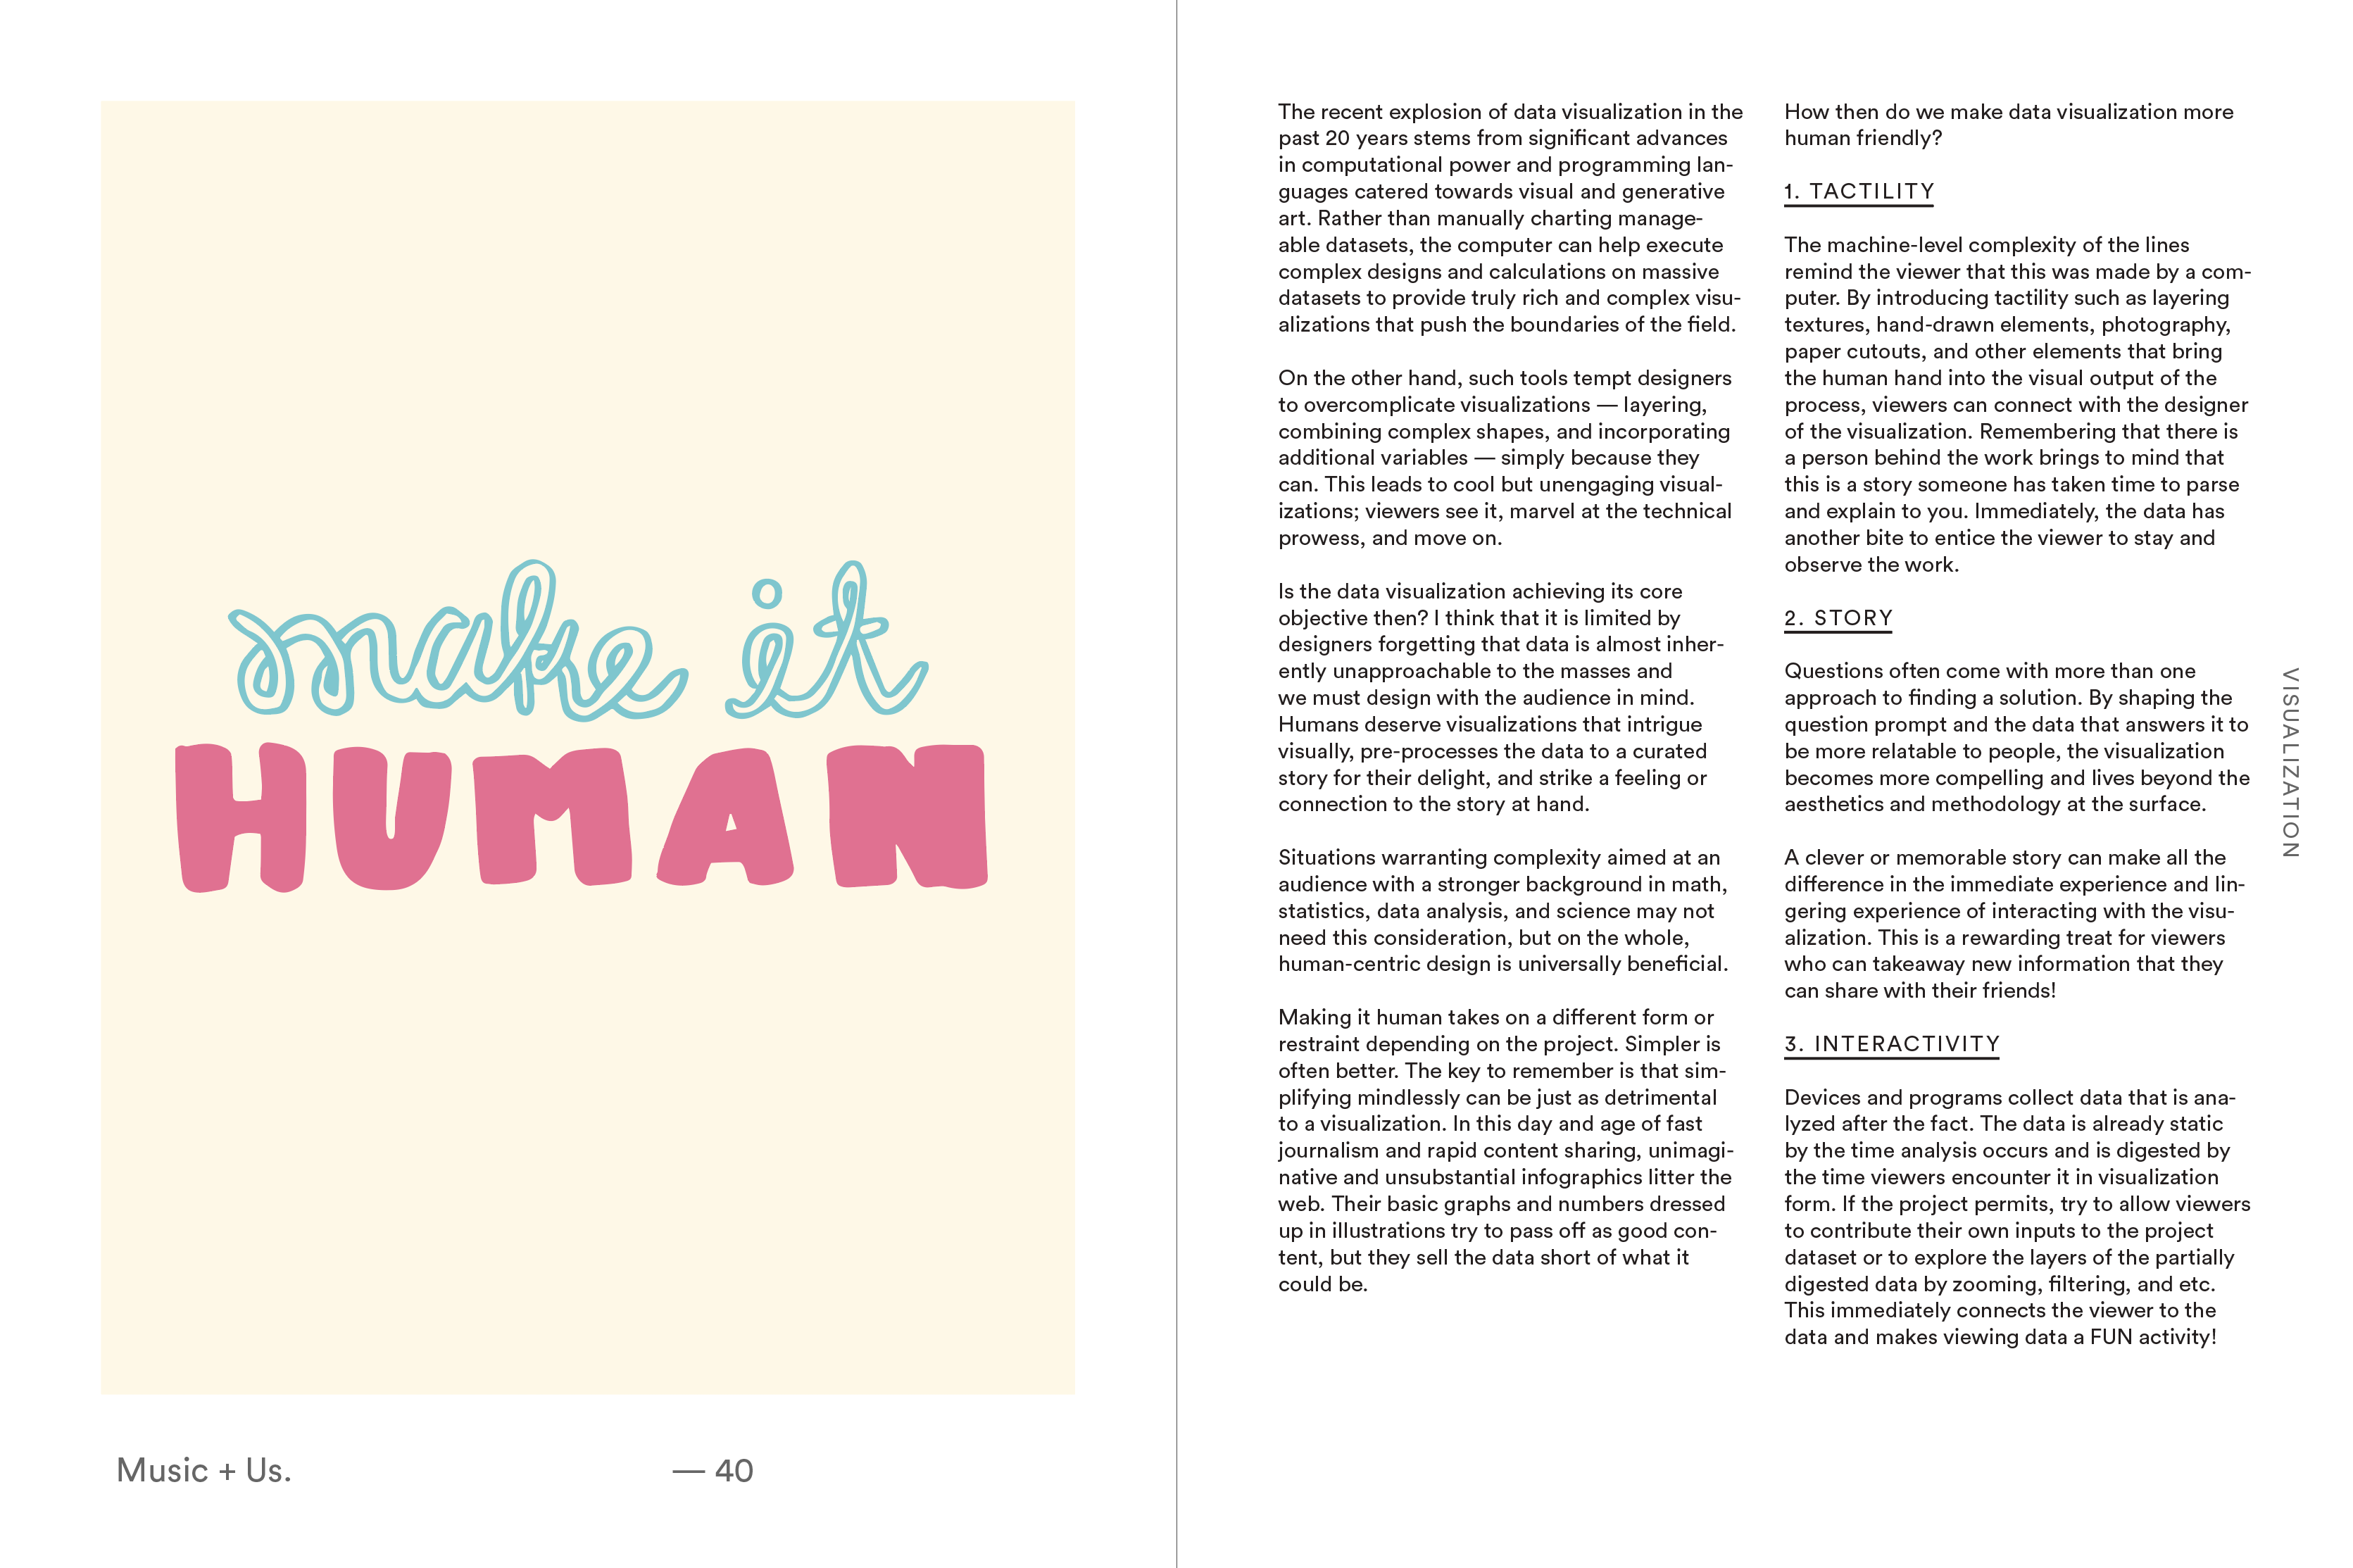 make it
HUMAN
Music + Us.
— 40
The recent explosion of data visualization in the
past 20 years stems from significant advances
in computational power and programming lan-
guages catered towards visual and generative
art. Rather than manually charting manage-
able datasets, the computer can help execute
complex designs and calculations on massive
datasets to provide truly rich and complex visu-
alizations that push the boundaries of the field.
On the other hand, such tools tempt designers
to overcomplicate visualizations — layering,
combining complex shapes, and incorporating
additional variables — simply because they
can. This leads to cool but unengaging visual-
izations; viewers see it, marvel at the technical
prowess, and move on.
Is the data visualization achieving its core
objective then? I think that it is limited by
designers forgetting that data is almost inher-
ently unapproachable to the masses and
we must design with the audience in mind.
Humans deserve visualizations that intrigue
visually, pre-processes the data to a curated
story for their delight, and strike a feeling or
connection to the story at hand.
Situations warranting complexity aimed at an
audience with a stronger background in math,
statistics, data analysis, and science may not
need this consideration, but on the whole,
human-centric design is universally beneficial.
Making it human takes on a different form or
restraint depending on the project. Simpler is
often better. The key to remember is that sim-
plifying mindlessly can be just as detrimental
to a visualization. In this day and age of fast
journalism and rapid content sharing, unimagi-
native and unsubstantial infographics litter the
web. Their basic graphs and numbers dressed
up in illustrations try to pass off as good con-
tent, but they sell the data short of what it
could be.
How then do we make data visualization more
human friendly?
1. TACTILITY
The machine-level complexity of the lines
remind the viewer that this was made by a com-
puter. By introducing tactility such as layering
textures, hand-drawn elements, photography,
paper cutouts, and other elements that bring
the human hand into the visual output of the
process, viewers can connect with the designer
of the visualization. Remembering that there is
a person behind the work brings to mind that
this is a story someone has taken time to parse
and explain to you. Immediately, the data has
another bite to entice the viewer to stay and
observe the work.
2. STORY
Questions often come with more than one
approach to finding a solution. By shaping the
question prompt and the data that answers it to
be more relatable to people, the visualization
becomes more compelling and lives beyond the
aesthetics and methodology at the surface.
A clever or memorable story can make all the
difference in the immediate experience and lin-
gering experience of interacting with the visu-
alization. This is a rewarding treat for viewers
who can takeaway new information that they
can share with their friends!
3. INTERACTIVITY
Devices and programs collect data that is ana-
lyzed after the fact. The data is already static
by the time analysis occurs and is digested by
the time viewers encounter it in visualization
form. If the project permits, try to allow viewers
to contribute their own inputs to the project
dataset or to explore the layers of the partially
digested data by zooming, filtering, and etc.
This immediately connects the viewer to the
data and makes viewing data a FUN activity!
VISUALIZATION